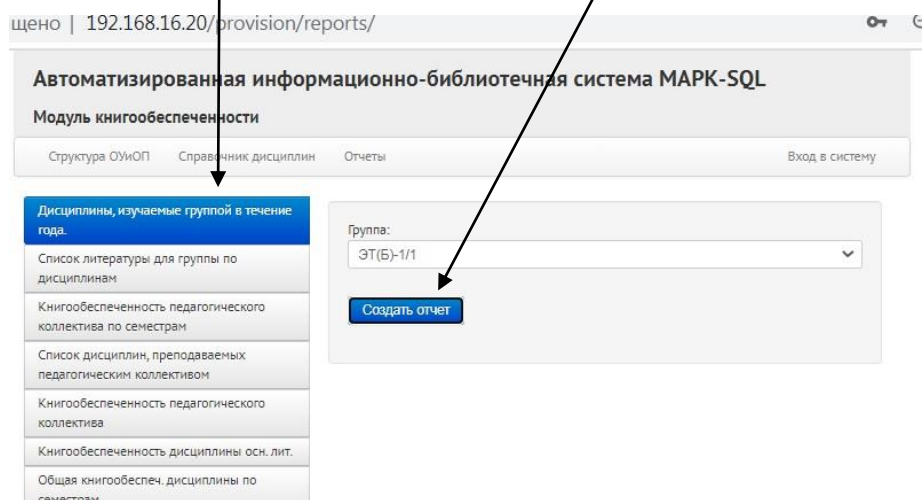 щено | 192.168.16.20/provision/reports/
Автоматизированная информационно-библиотечная система МАРК-SQL
Модуль книгообеспеченности
Структура ОУиОП Справочник дисциплин Отчеты Вход в систему
Дисциплины, изучаемые группой в течение
года.
Список литературы для группы по
дисциплинам
Книгообеспеченность педагогического
коллектива по семестрам
Список дисциплин, преподаваемых
педагогическим коллективом
Книгообеспеченность педагогического
коллектива
Книгообеспеченность дисциплины осн. лит.
Общая книгообеспеч. дисциплины по
семестрам
Группа:
ЭТ(Б)-1/1
Создать отчет